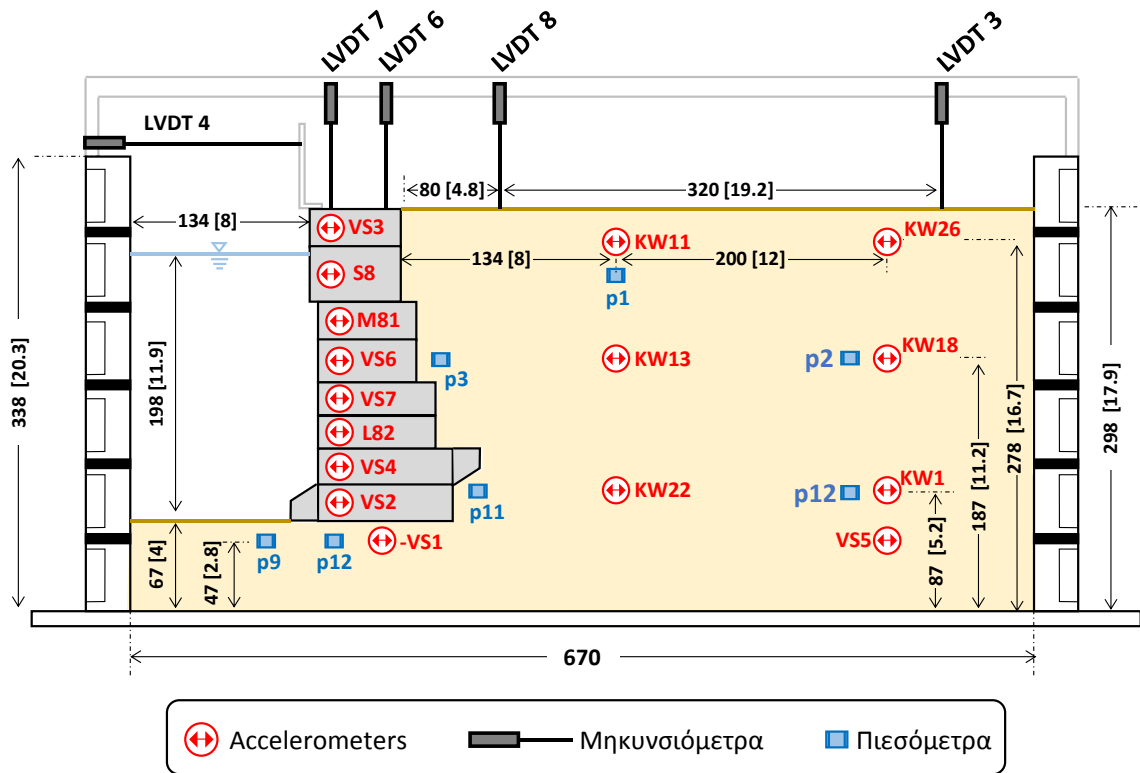 LVDT 7
LVDT 6
LVDT 8
LVDT 3
LVDT 4
80 [4.8]
320 [19.2]
134 [8]
VS3
KW11
KW26
S8
134 [8]
200 [12]
p1
M81
VS6
p3
KW13
p2
KW18
VS7
L82
VS4
VS2
p11
KW22
p12
KW1
p9
p12
-VS1
VS5
338 [20.3]
198 [11.9]
67 [4]
47 [2.8]
87 [5.2]
187 [11.2]
278 [16.7]
298 [17.9]
670
Accelerometers
Μηκυνσιόμετρα
Πιεσόμετρα